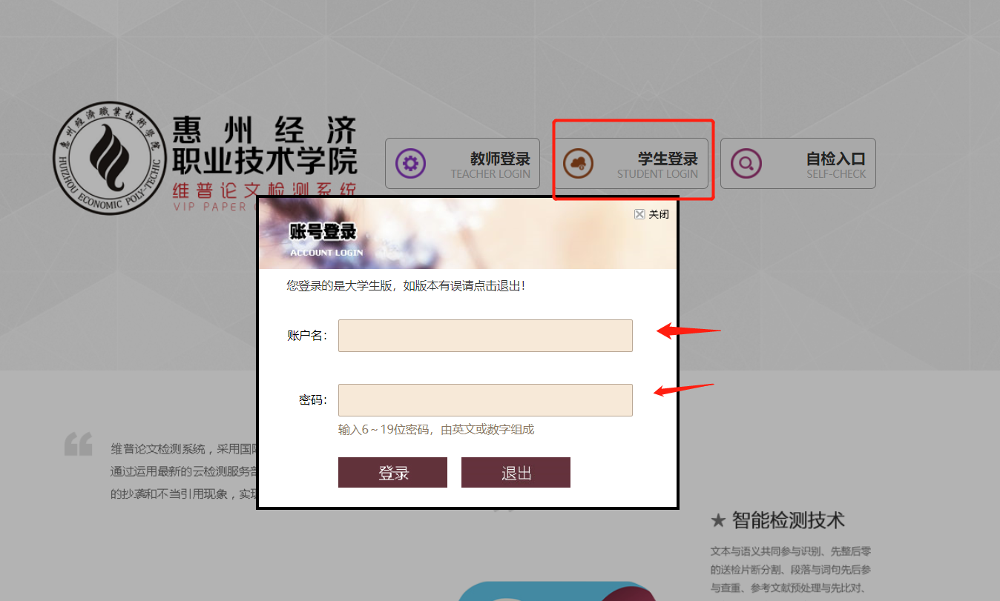 惠州經濟職業技術學院
HUIZHOU ECONOMIC POLY-TECHIC
惠州经济
职业技术学院
维普论文检测系统
VIP PAPER
教师登录
TEACHER LOGIN
学生登录
STUDENT LOGIN
自检入口
SELF-CHECK
账号登录
ACCOUNT LOGIN
关闭
您登录的是大学生版，如版本有误请点击退出！
账户名：
密码：
输入6～19位密码，由英文或数字组成
登录
退出
维普论文检测系统，采用国际
通过运用最新的云检测服务部
的抄袭和不当引用现象，实现
★ 智能检测技术
文本与语义共同参与识别、先整后零
的送检片断分割、段落与词句先后参
与查重、参考文献预处理与先比对、